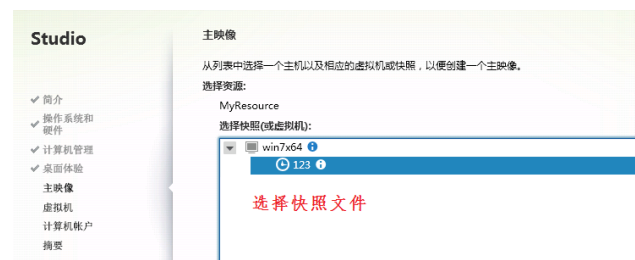 Studio
简介
操作系统和
硬件
计算机管理
桌面体验
主映像
虚拟机
计算机帐户
摘要
主映像
从列表中选择一个主机以及相应的虚拟机或快照，以便创建一个主映像。
选择资源:
MyResource
选择快照(或虚拟机):
win7x64
123
选择快照文件